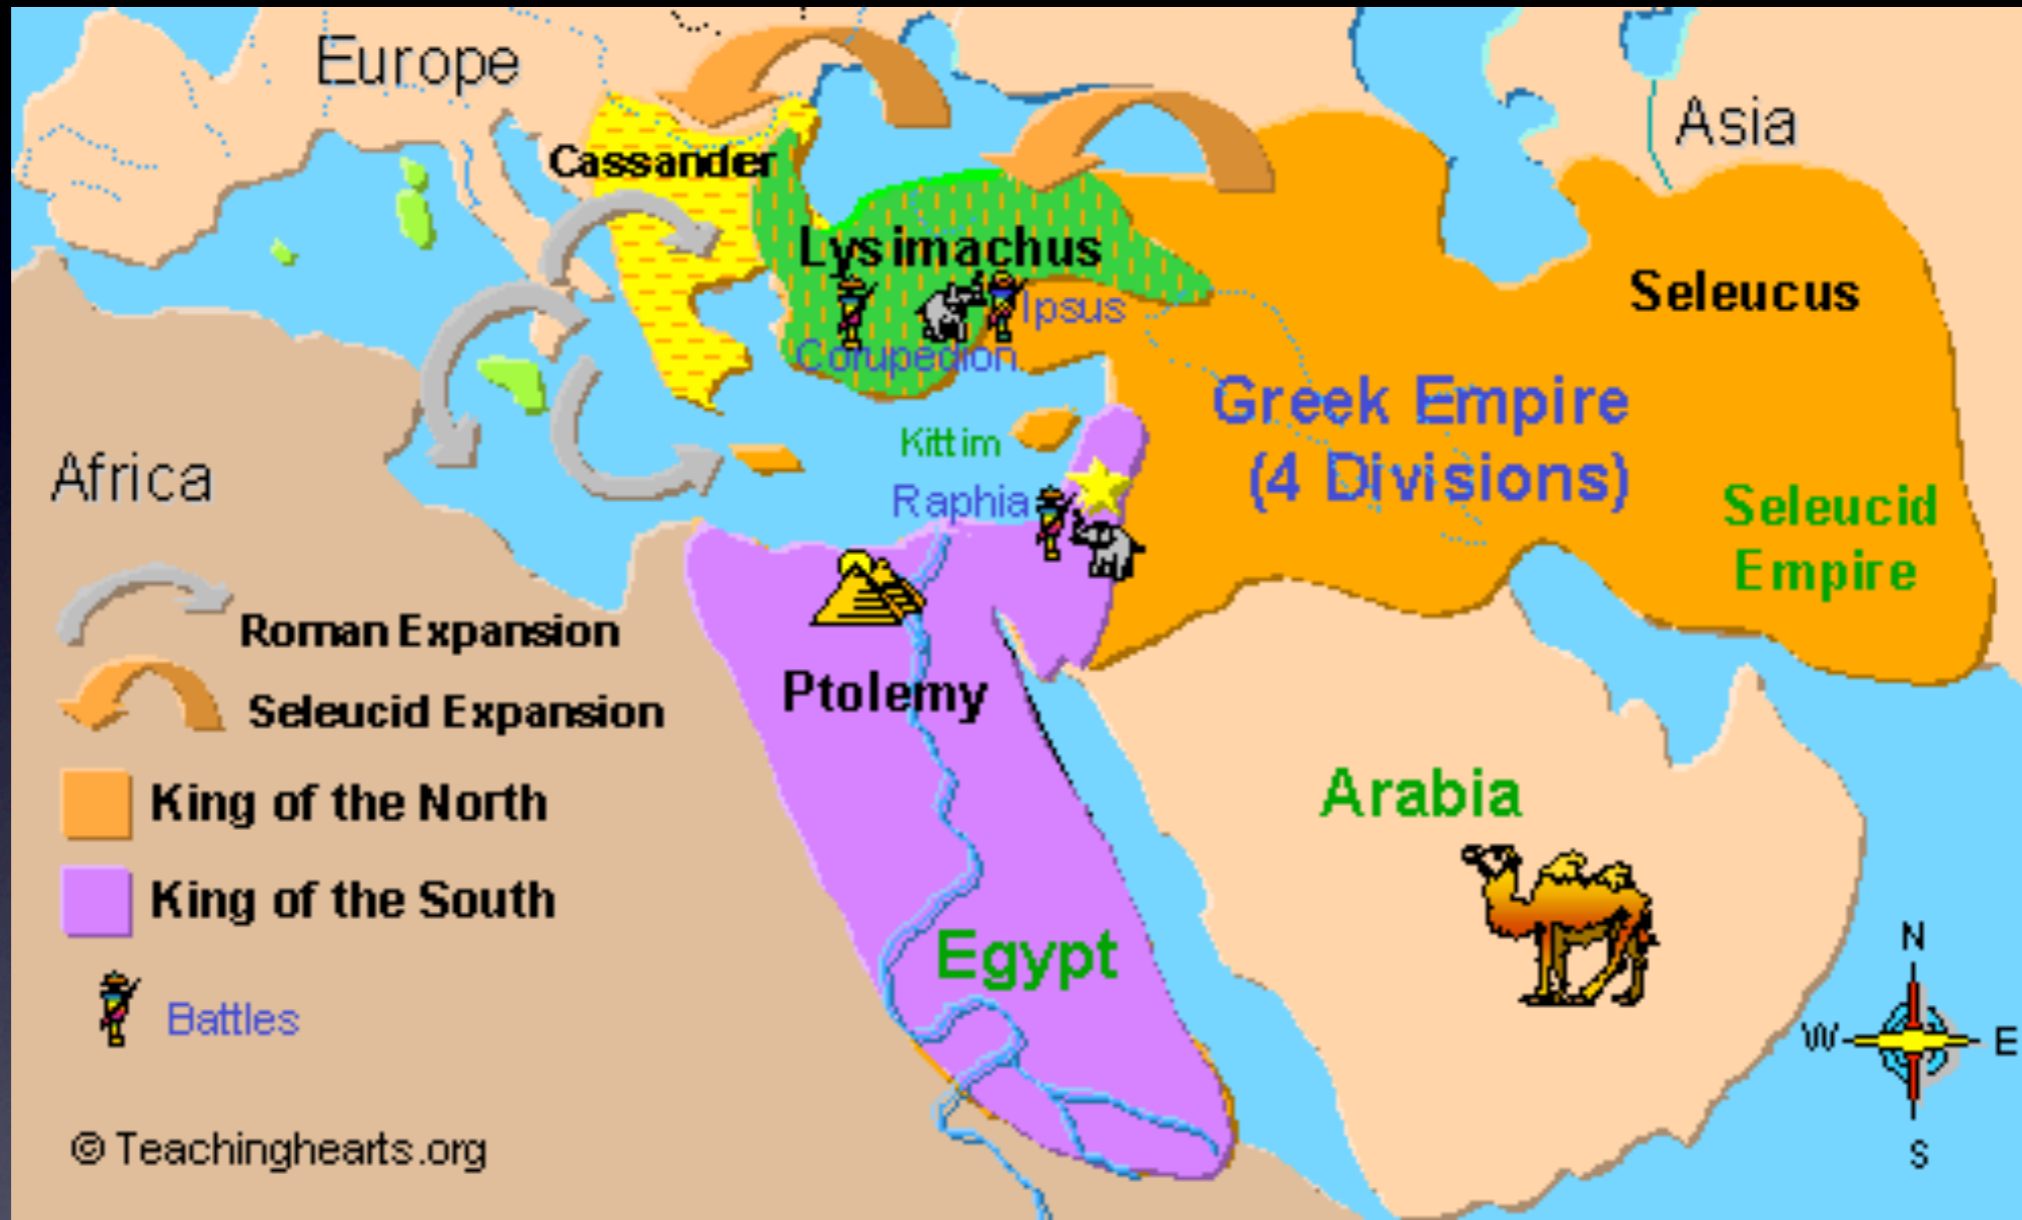 Europe
Asia
Cassander
Lysimachus
Seleucus
Ipsus
Corupedion
Greek Empire
(4 Divisions)
Kittim
Africa
Raphia
Seleucid
Empire
Roman Expansion
Ptolemy
Seleucid Expansion
Arabia
King of the North
King of the South
Egypt
N
Battles
W
E
© Teachinghearts.org
S